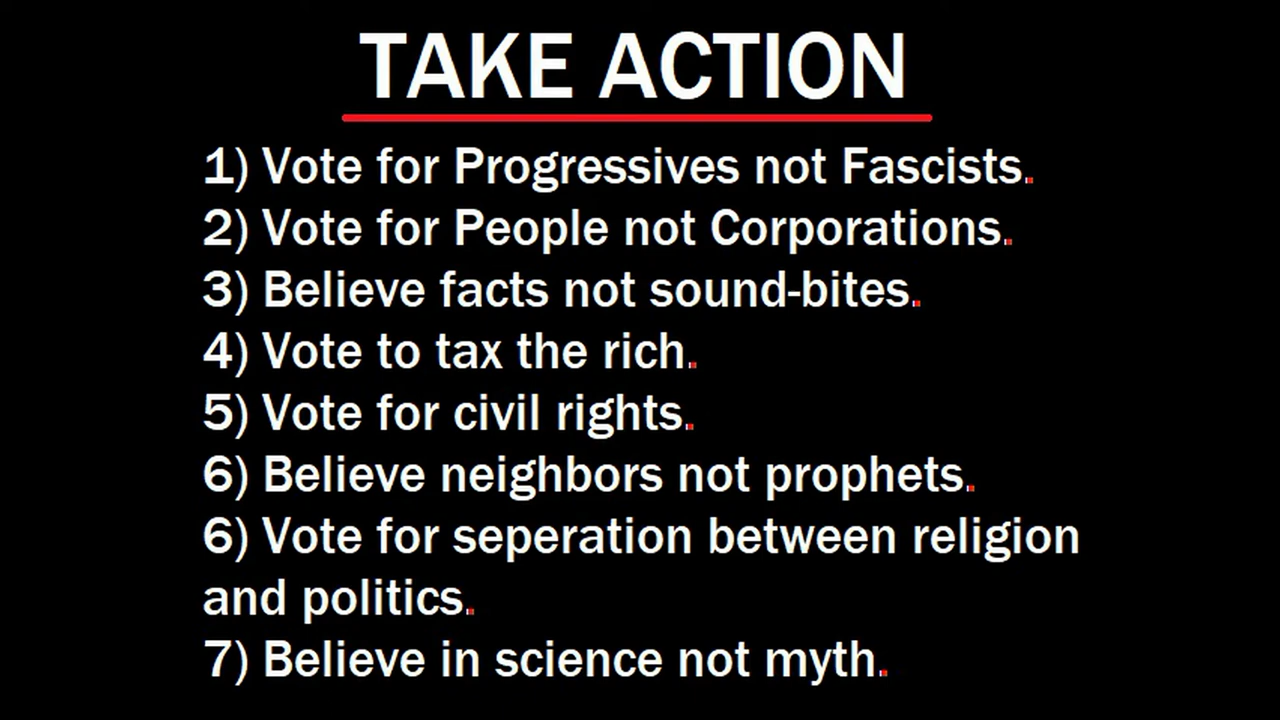 TAKE ACTION
1) Vote for Progressives not Fascists.
2) Vote for People not Corporations.
3) Believe facts not sound-bites.
4) Vote to tax the rich.
5) Vote for civil rights.
6) Believe neighbors not prophets.
6) Vote for seperation between religion
and politics.
7) Believe in science not myth.